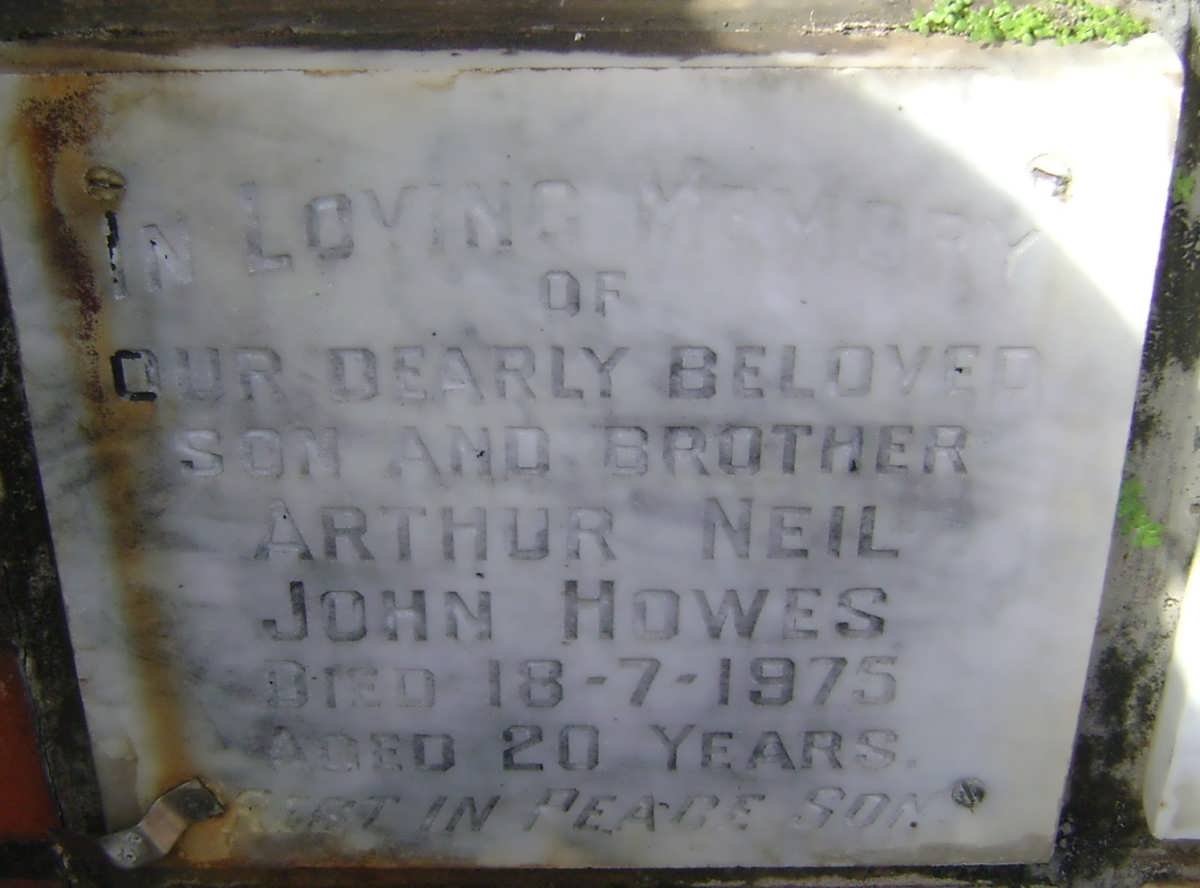 In Loving Memory
OF
OUR DEARLY BELOVED
SON AND BROTHER
ARTHUR NEIL
JOHN HOWES
DIED 18-7-1975
AGED 20 YEARS.
REST IN PEACE SON